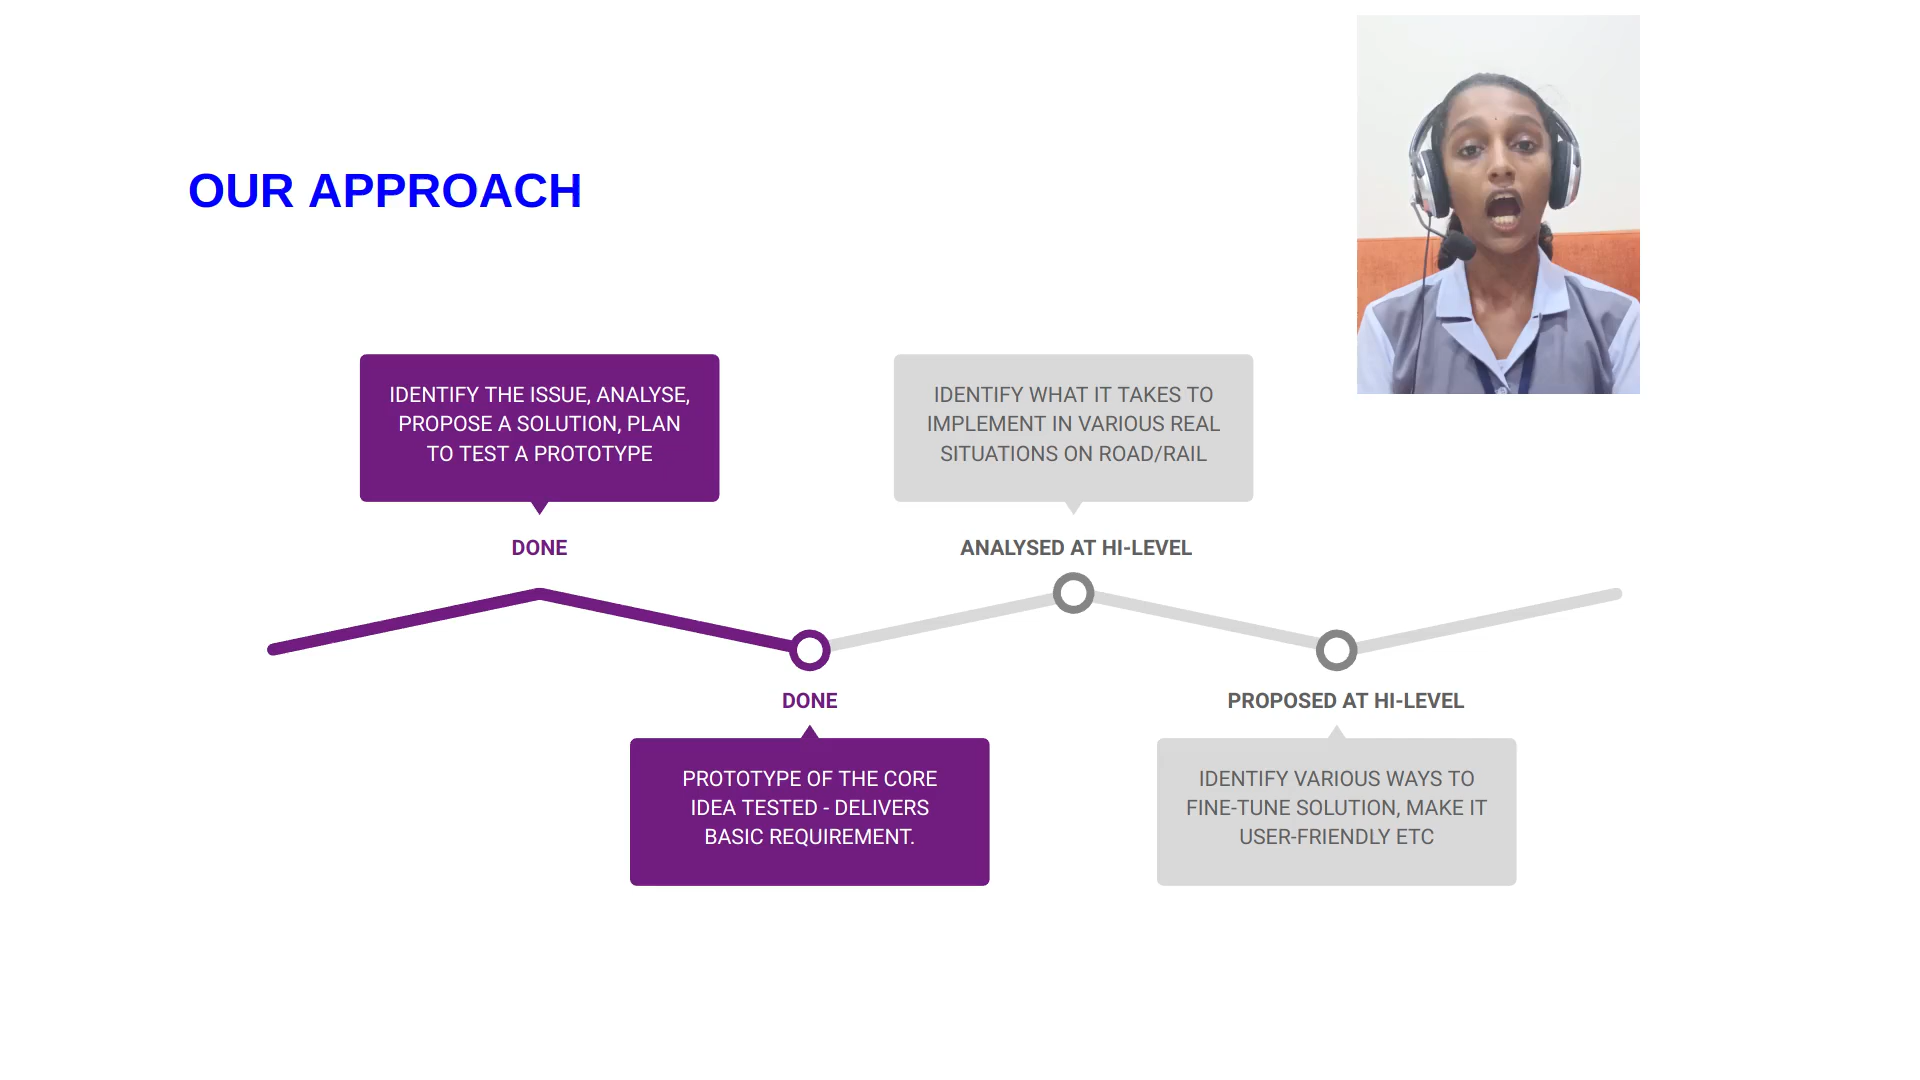 OUR APPROACH
IDENTIFY THE ISSUE, ANALYSE,
PROPOSE A SOLUTION, PLAN
TO TEST A PROTOTYPE
DONE
IDENTIFY WHAT IT TAKES TO
IMPLEMENT IN VARIOUS REAL
SITUATIONS ON ROAD/RAIL
ANALYSED AT HI-LEVEL
DONE
PROTOTYPE OF THE CORE
IDEA TESTED - DELIVERS
BASIC REQUIREMENT.
PROPOSED AT HI-LEVEL
IDENTIFY VARIOUS WAYS TO
FINE-TUNE SOLUTION, MAKE IT
USER-FRIENDLY ETC